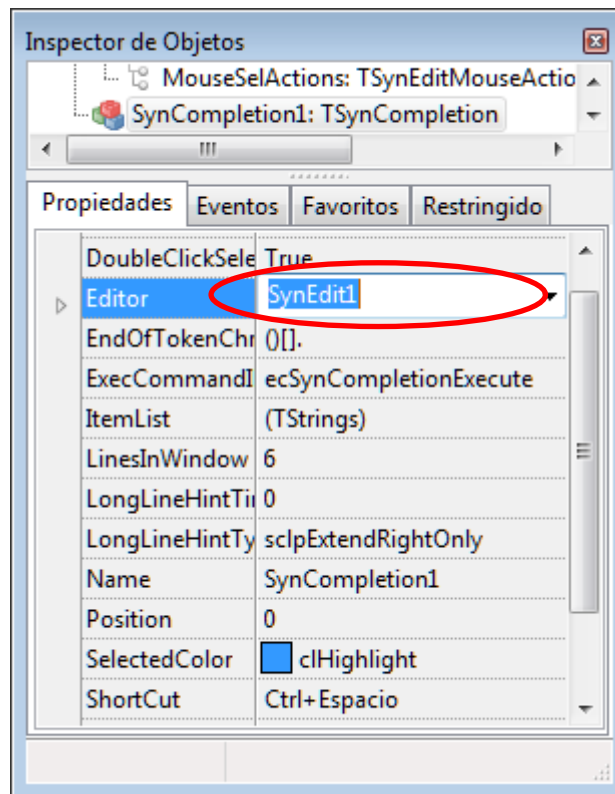 Inspector de Objetos
MouseSelActions: TSynEditMouseActio
SynCompletion1: TSynCompletion
Propiedades Eventos Favoritos Restringido
DoubleClickSele True
Editor SynEdit1
EndOfTokenChr ()[].
ExecCommandI ecSynCompletionExecute
ItemList (TStrings)
LinesInWindow 6
LongLineHintTi 0
LongLineHintTy sclpExtendRightOnly
Name SynCompletion1
Position 0
SelectedColor clHighlight
ShortCut Ctrl+Espacio